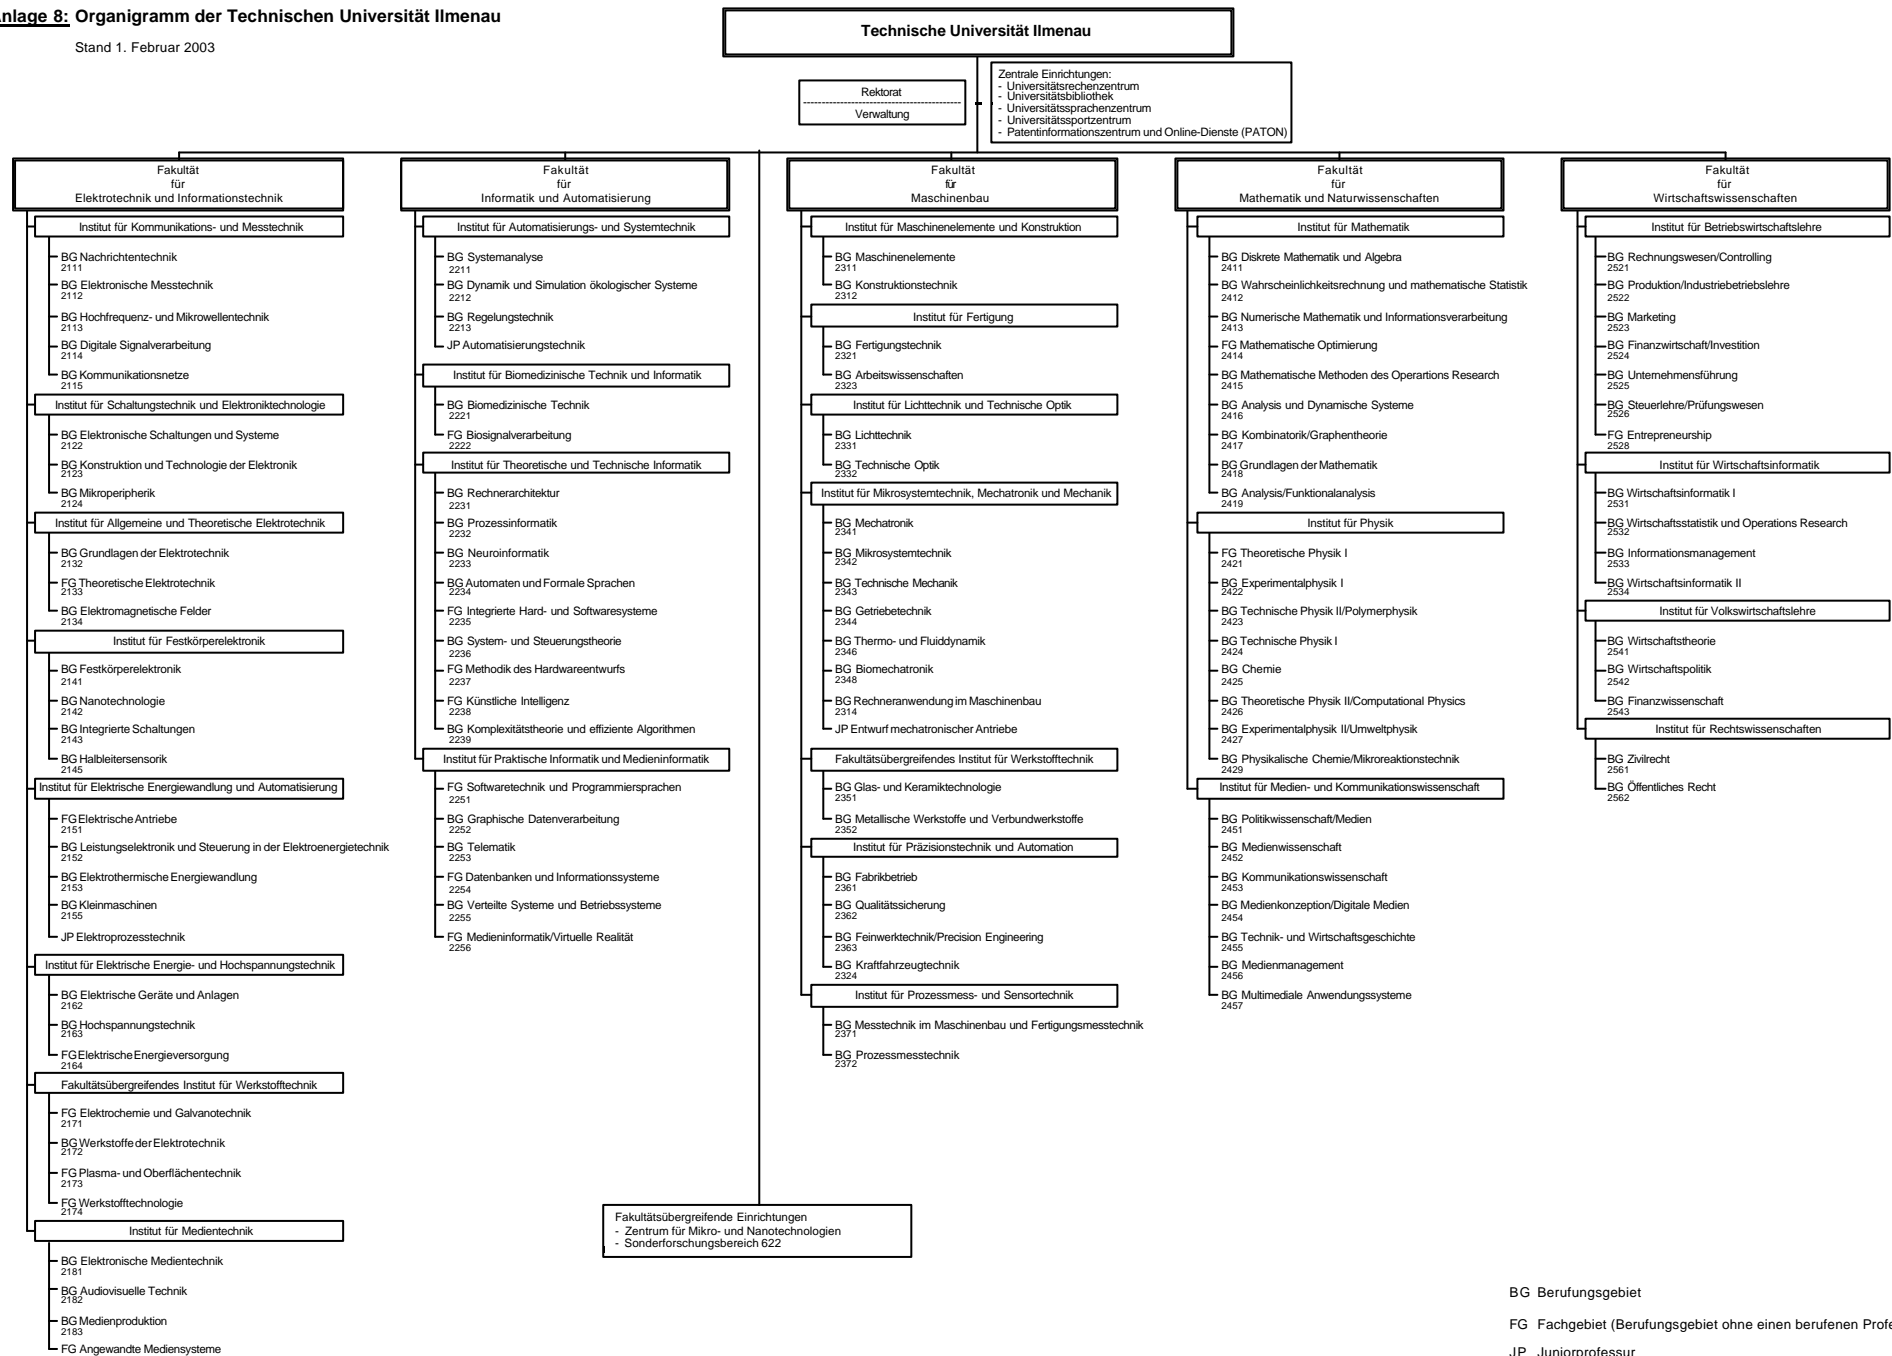 nlage 8: Organigramm der Technischen Universität Ilmenau
Stand 1. Februar 2003
Technische Universität Ilmenau
Rektorat
Verwaltung
Zentrale Einrichtungen:
- Universitätsrechenzentrum
- Universitätsbibliothek
- Universitätssprachenzentrum
- Universitätssportzentrum
- Patentinformationszentrum und Online-Dienste (PATON)
Fakultät
für
Elektrotechnik und Informationstechnik
Institut für Kommunikations- und Messtechnik
BG Nachrichtentechnik
2111
BG Elektronische Messtechnik
2112
BG Hochfrequenz- und Mikrowellentechnik
2113
BG Digitale Signalverarbeitung
2114
BG Kommunikationsnetze
2115
Institut für Schaltungstechnik und Elektroniktechnologie
BG Elektronische Schaltungen und Systeme
2122
BG Konstruktion und Technologie der Elektronik
2123
BG Mikroperipherik
2124
Institut für Allgemeine und Theoretische Elektrotechnik
BG Grundlagen der Elektrotechnik
2132
FG Theoretische Elektrotechnik
2133
BG Elektromagnetische Felder
2134
Institut für Festkörperelektronik
BG Festkörperelektronik
2141
BG Nanotechnologie
2142
BG Integrierte Schaltungen
2143
BG Halbleitersensorik
2145
Institut für Elektrische Energiewandlung und Automatisierung
FG Elektrische Antriebe
2151
BG Leistungselektronik und Steuerung in der Elektroenergietechnik
2152
BG Elektrothermische Energiewandlung
2153
BG Kleinmaschinen
2155
JP Elektroprozesstechnik
Institut für Elektrische Energie- und Hochspannungstechnik
BG Elektrische Geräte und Anlagen
2162
BG Hochspannungstechnik
2163
FG Elektrische Energieversorgung
2164
Fakultätsübergreifendes Institut für Werkstofftechnik
FG Elektrochemie und Galvanotechnik
2171
BG Werkstoffe der Elektrotechnik
2172
FG Plasma- und Oberflächentechnik
2173
FG Werkstofftechnologie
2174
Institut für Medientechnik
BG Elektronische Medientechnik
2181
BG Audiovisuelle Technik
2182
BG Medienproduktion
2183
FG Angewandte Mediensysteme
Fakultät
für
Informatik und Automatisierung
Institut für Automatisierungs- und Systemtechnik
BG Systemanalyse
2211
BG Dynamik und Simulation ökologischer Systeme
2212
BG Regelungstechnik
2213
JP Automatisierungstechnik
Institut für Biomedizinische Technik und Informatik
BG Biomedizinische Technik
2221
FG Biosignalverarbeitung
2222
Institut für Theoretische und Technische Informatik
BG Rechnerarchitektur
2231
BG Prozessinformatik
2232
BG Neuroinformatik
2233
BG Automaten und Formale Sprachen
2234
FG Integrierte Hard- und Softwaresysteme
2235
BG System- und Steuerungstheorie
2236
FG Methodik des Hardwareentwurfs
2237
FG Künstliche Intelligenz
2238
BG Komplexitätstheorie und effiziente Algorithmen
2239
Institut für Praktische Informatik und Medieninformatik
FG Softwaretechnik und Programmiersprachen
2251
BG Graphische Datenverarbeitung
2252
BG Telematik
2253
FG Datenbanken und Informationssysteme
2254
BG Verteilte Systeme und Betriebssysteme
2255
FG Medieninformatik/Virtuelle Realität
2256
Fakultät
für
Maschinenbau
Institut für Maschinenelemente und Konstruktion
BG Maschinenelemente
2311
BG Konstruktionstechnik
2312
Institut für Fertigung
BG Fertigungstechnik
2321
BG Arbeitswissenschaften
2323
Institut für Lichttechnik und Technische Optik
BG Lichttechnik
2331
BG Technische Optik
2332
Institut für Mikrosystemtechnik, Mechatronik und Mechanik
BG Mechatronik
2341
BG Mikrosystemtechnik
2342
BG Technische Mechanik
2343
BG Getriebetechnik
2344
BG Thermo- und Fluiddynamik
2346
BG Biomechatronik
2348
BG Rechneranwendung im Maschinenbau
2314
JP Entwurf mechatronischer Antriebe
Fakultätsübergreifendes Institut für Werkstofftechnik
BG Glas- und Keramiktechnologie
2351
BG Metallische Werkstoffe und Verbundwerkstoffe
2352
Institut für Präzisionstechnik und Automation
BG Fabrikbetrieb
2361
BG Qualitätssicherung
2362
BG Feinwerktechnik/Precision Engineering
2363
BG Kraftfahrzeugtechnik
2324
Institut für Prozessmess- und Sensortechnik
BG Messtechnik im Maschinenbau und Fertigungsmesstechnik
2371
BG Prozessmesstechnik
2372
Fakultät
für
Mathematik und Naturwissenschaften
Institut für Mathematik
BG Diskrete Mathematik und Algebra
2411
BG Wahrscheinlichkeitsrechnung und mathematische Statistik
2412
BG Numerische Mathematik und Informationsverarbeitung
2413
FG Mathematische Optimierung
2414
BG Mathematische Methoden des Operartions Research
2415
BG Analysis und Dynamische Systeme
2416
BG Kombinatorik/Graphentheorie
2417
BG Grundlagen der Mathematik
2418
BG Analysis/Funktionalanalysis
2419
Institut für Physik
FG Theoretische Physik I
2421
BG Experimentalphysik I
2422
BG Technische Physik II/Polymerphysik
2423
BG Technische Physik I
2424
BG Chemie
2425
BG Theoretische Physik II/Computational Physics
2426
BG Experimentalphysik II/Umweltphysik
2427
BG Physikalische Chemie/Mikroreaktionstechnik
2429
Institut für Medien- und Kommunikationswissenschaft
BG Politikwissenschaft/Medien
2451
BG Medienwissenschaft
2452
BG Kommunikationswissenschaft
2453
BG Medienkonzeption/Digitale Medien
2454
BG Technik- und Wirtschaftsgeschichte
2455
BG Medienmanagement
2456
BG Multimediale Anwendungssysteme
2457
Fakultät
für
Wirtschaftswissenschaften
Institut für Betriebswirtschaftslehre
BG Rechnungswesen/Controlling
2521
BG Produktion/Industriebetriebslehre
2522
BG Marketing
2523
BG Finanzwirtschaft/Investition
2524
BG Unternehmensführung
2525
BG Steuerlehre/Prüfungswesen
2526
FG Entrepreneurship
2528
Institut für Wirtschaftsinformatik
BG Wirtschaftsinformatik I
2531
BG Wirtschaftsstatistik und Operations Research
2532
BG Informationsmanagement
2533
BG Wirtschaftsinformatik II
2534
Institut für Volkswirtschaftslehre
BG Wirtschaftstheorie
2541
BG Wirtschaftspolitik
2542
BG Finanzwissenschaft
2543
Institut für Rechtswissenschaften
BG Zivilrecht
2561
BG Öffentliches Recht
2562
Fakultätsübergreifende Einrichtungen
- Zentrum für Mikro- und Nanotechnologien
- Sonderforschungsbereich 622
BG Berufungsgebiet
FG Fachgebiet (Berufungsgebiet ohne einen berufenen Profe
JP Juniorprofessur